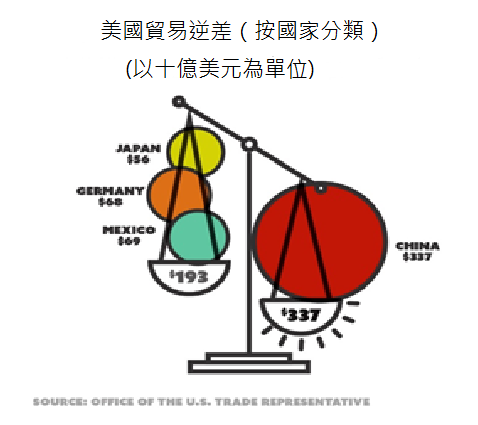 美國貿易逆差（按國家分類）
(以十億美元為單位)
JAPAN
$56
GERMANY
$68
MEXICO
$69
$193
CHINA
$337
$337
SOURCE: OFFICE OF THE U.S. TRADE REPRESENTATIVE